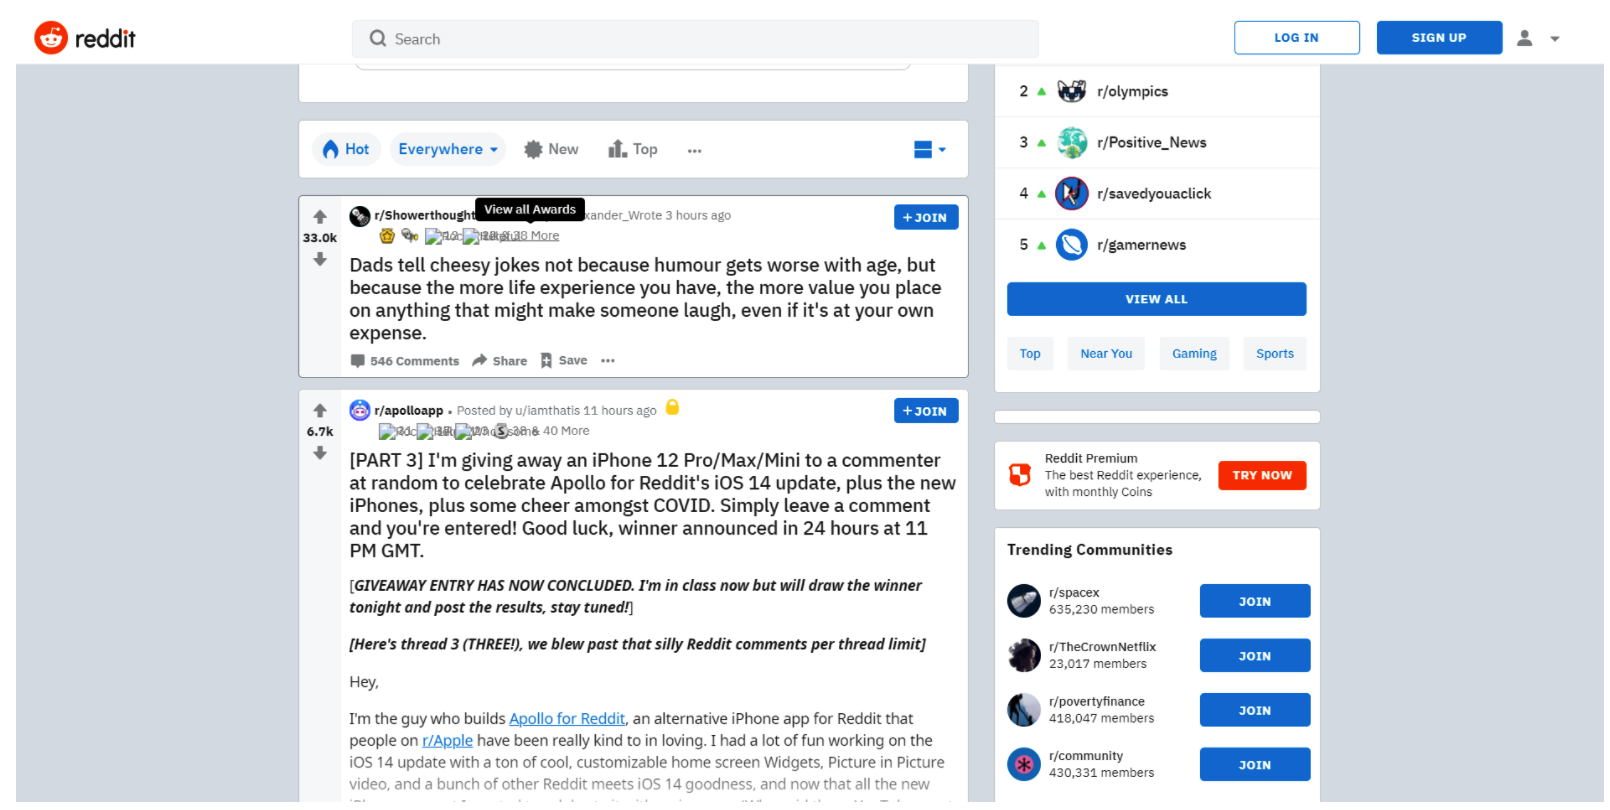 reddit
Search
LOG IN
SIGN UP
Hot
Everywhere
New
Top
r/Showerthought
View all Awards
xander_Wrote 3 hours ago
+ JOIN
33.0k
& 38 More
Dads tell cheesy jokes not because humour gets worse with age, but
because the more life experience you have, the more value you place
on anything that might make someone laugh, even if it's at your own
expense.
546 Comments
Share
Save
r/apolloapp • Posted by u/iamthatis 11 hours ago
+ JOIN
6.7k
28 & 40 More
[PART 3] I'm giving away an iPhone 12 Pro/Max/Mini to a commenter
at random to celebrate Apollo for Reddit's iOS 14 update, plus the new
iPhones, plus some cheer amongst COVID. Simply leave a comment
and you're entered! Good luck, winner announced in 24 hours at 11
PM GMT.
[GIVEAWAY ENTRY HAS NOW CONCLUDED. I'm in class now but will draw the winner
tonight and post the results, stay tuned!]
[Here's thread 3 (THREE!), we blew past that silly Reddit comments per thread limit]
Hey,
I'm the guy who builds Apollo for Reddit, an alternative iPhone app for Reddit that
people on r/Apple have been really kind to in loving. I had a lot of fun working on the
iOS 14 update with a ton of cool, customizable home screen Widgets, Picture in Picture
video, and a bunch of other Reddit meets iOS 14 goodness, and now that all the new
2 r/olympics
3 r/Positive_News
4 r/savedyouaclick
5 r/gamernews
VIEW ALL
Top
Near You
Gaming
Sports
Reddit Premium
The best Reddit experience,
with monthly Coins
TRY NOW
Trending Communities
r/spacex
635,230 members
JOIN
r/TheCrownNetflix
23,017 members
JOIN
r/povertyfinance
418,047 members
JOIN
r/community
430,331 members
JOIN